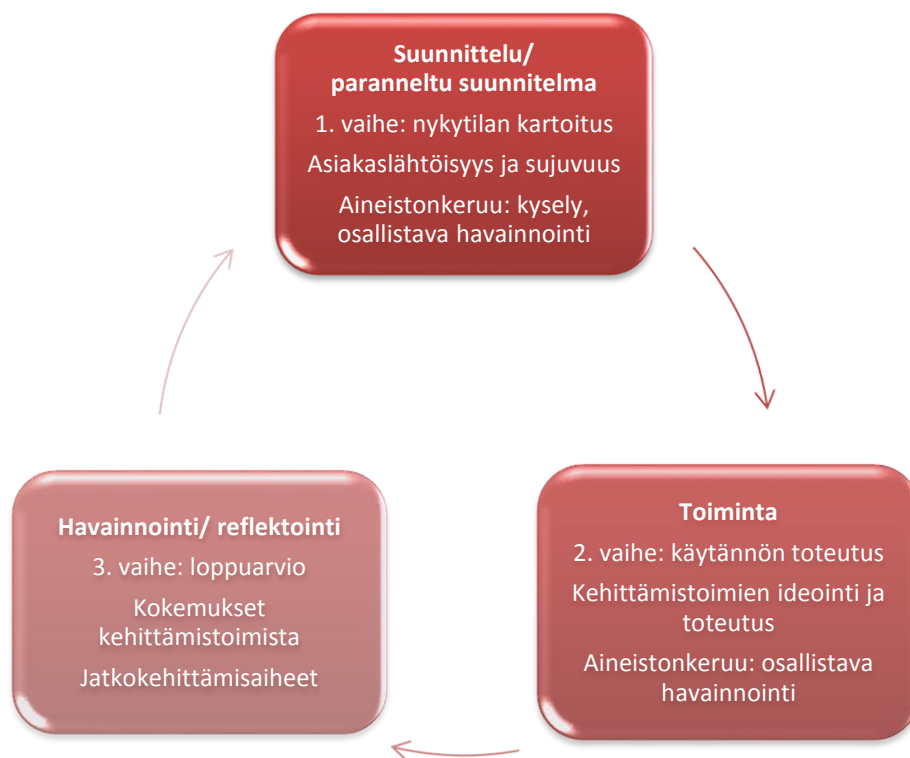 Suunnittelu/
paranneltu suunnitelma
1. vaihe: nykytilan kartoitus
Asiakaslähtöisyys ja sujuvuus
Aineistonkeruu: kysely,
osallistava havainnointi
Toiminta
2. vaihe: käytännön toteutus
Kehittämistoimien ideointi ja
toteutus
Aineistonkeruu: osallistava
havainnointi
Havainnointi/ reflektointi
3. vaihe: loppuarvio
Kokemukset
kehittämistoimista
Jatkokehittämisaiheet